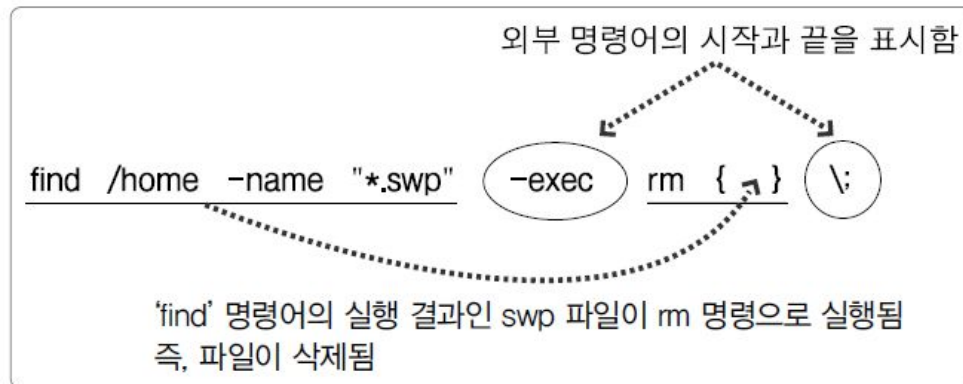 외부 명령어의 시작과 끝을 표시함
find /home -name "*.swp" -exec rm { } \;
'find' 명령어의 실행 결과인 swp 파일이 rm 명령으로 실행됨
즉, 파일이 삭제됨